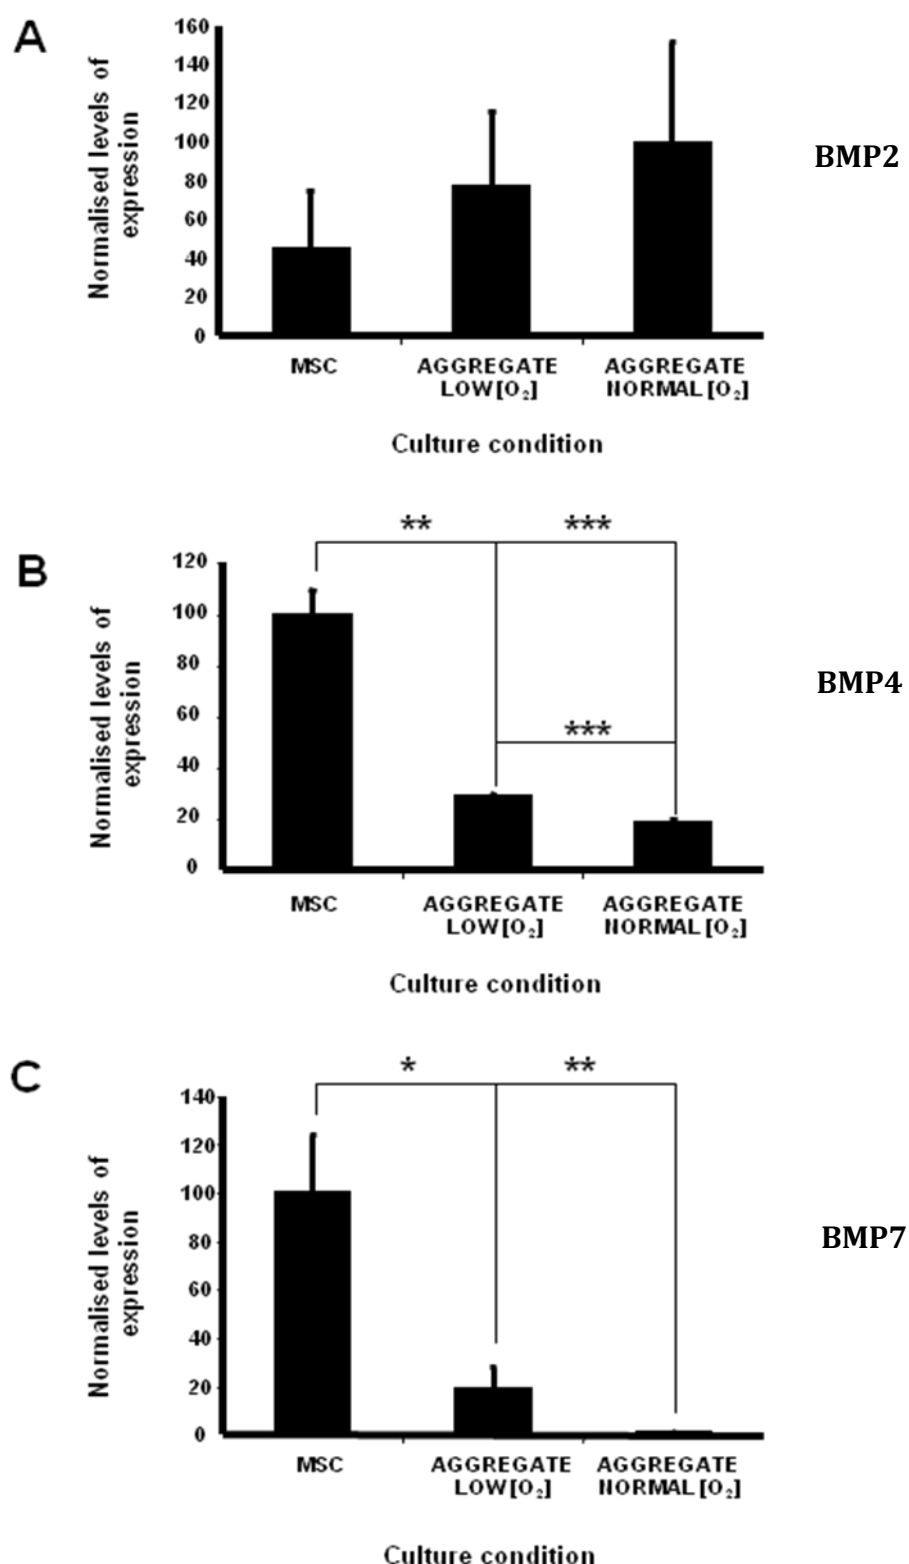 A
Normalised levels of
expression
160
140
120
100
80
60
40
20
0
BMP2
MSC
AGGREGATE
LOW[O₂]
AGGREGATE
NORMAL[O₂]
Culture condition
B
**
***
Normalised levels of
expression
120
100
80
60
40
20
0
***
BMP4
MSC
AGGREGATE
LOW[O₂]
AGGREGATE
NORMAL[O₂]
Culture condition
C
*
**
Normalised levels of
expression
140
120
100
80
60
40
20
0
BMP7
MSC
AGGREGATE
LOW[O₂]
AGGREGATE
NORMAL[O₂]
Culture condition